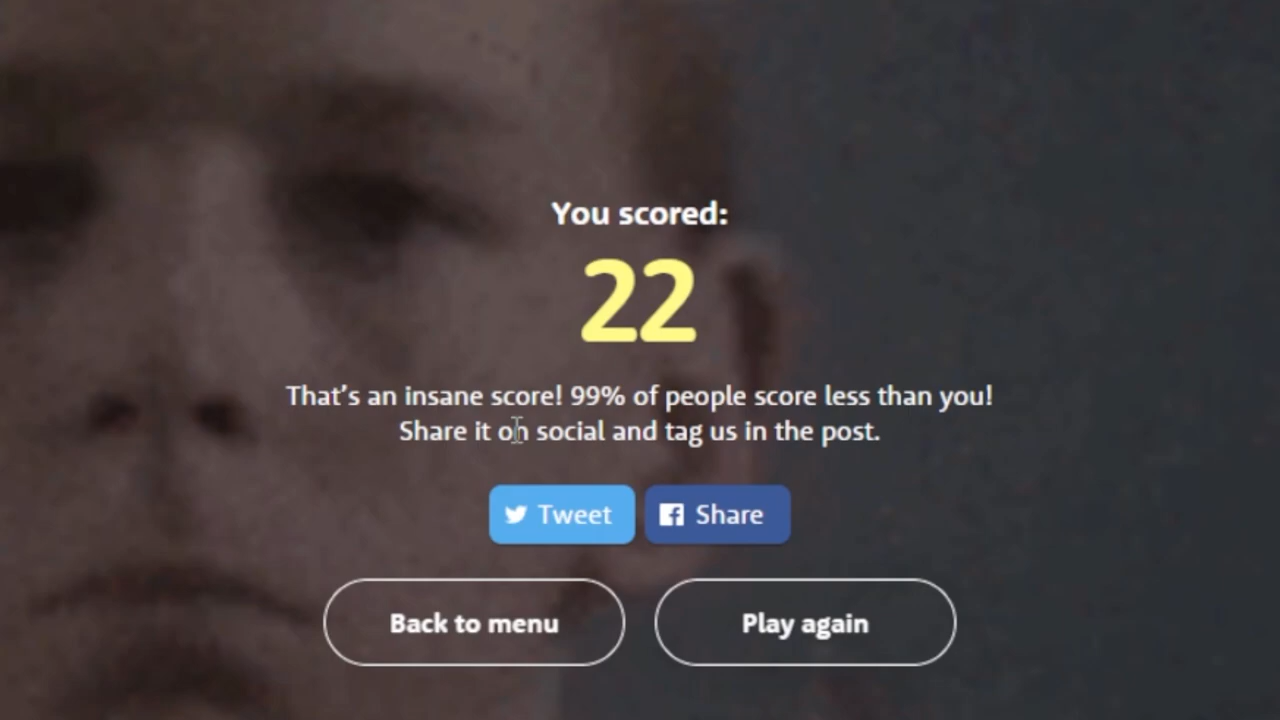 You scored:
22
That's an insane score! 99% of people score less than you!
Share it on social and tag us in the post.
Tweet
Share
Back to menu
Play again